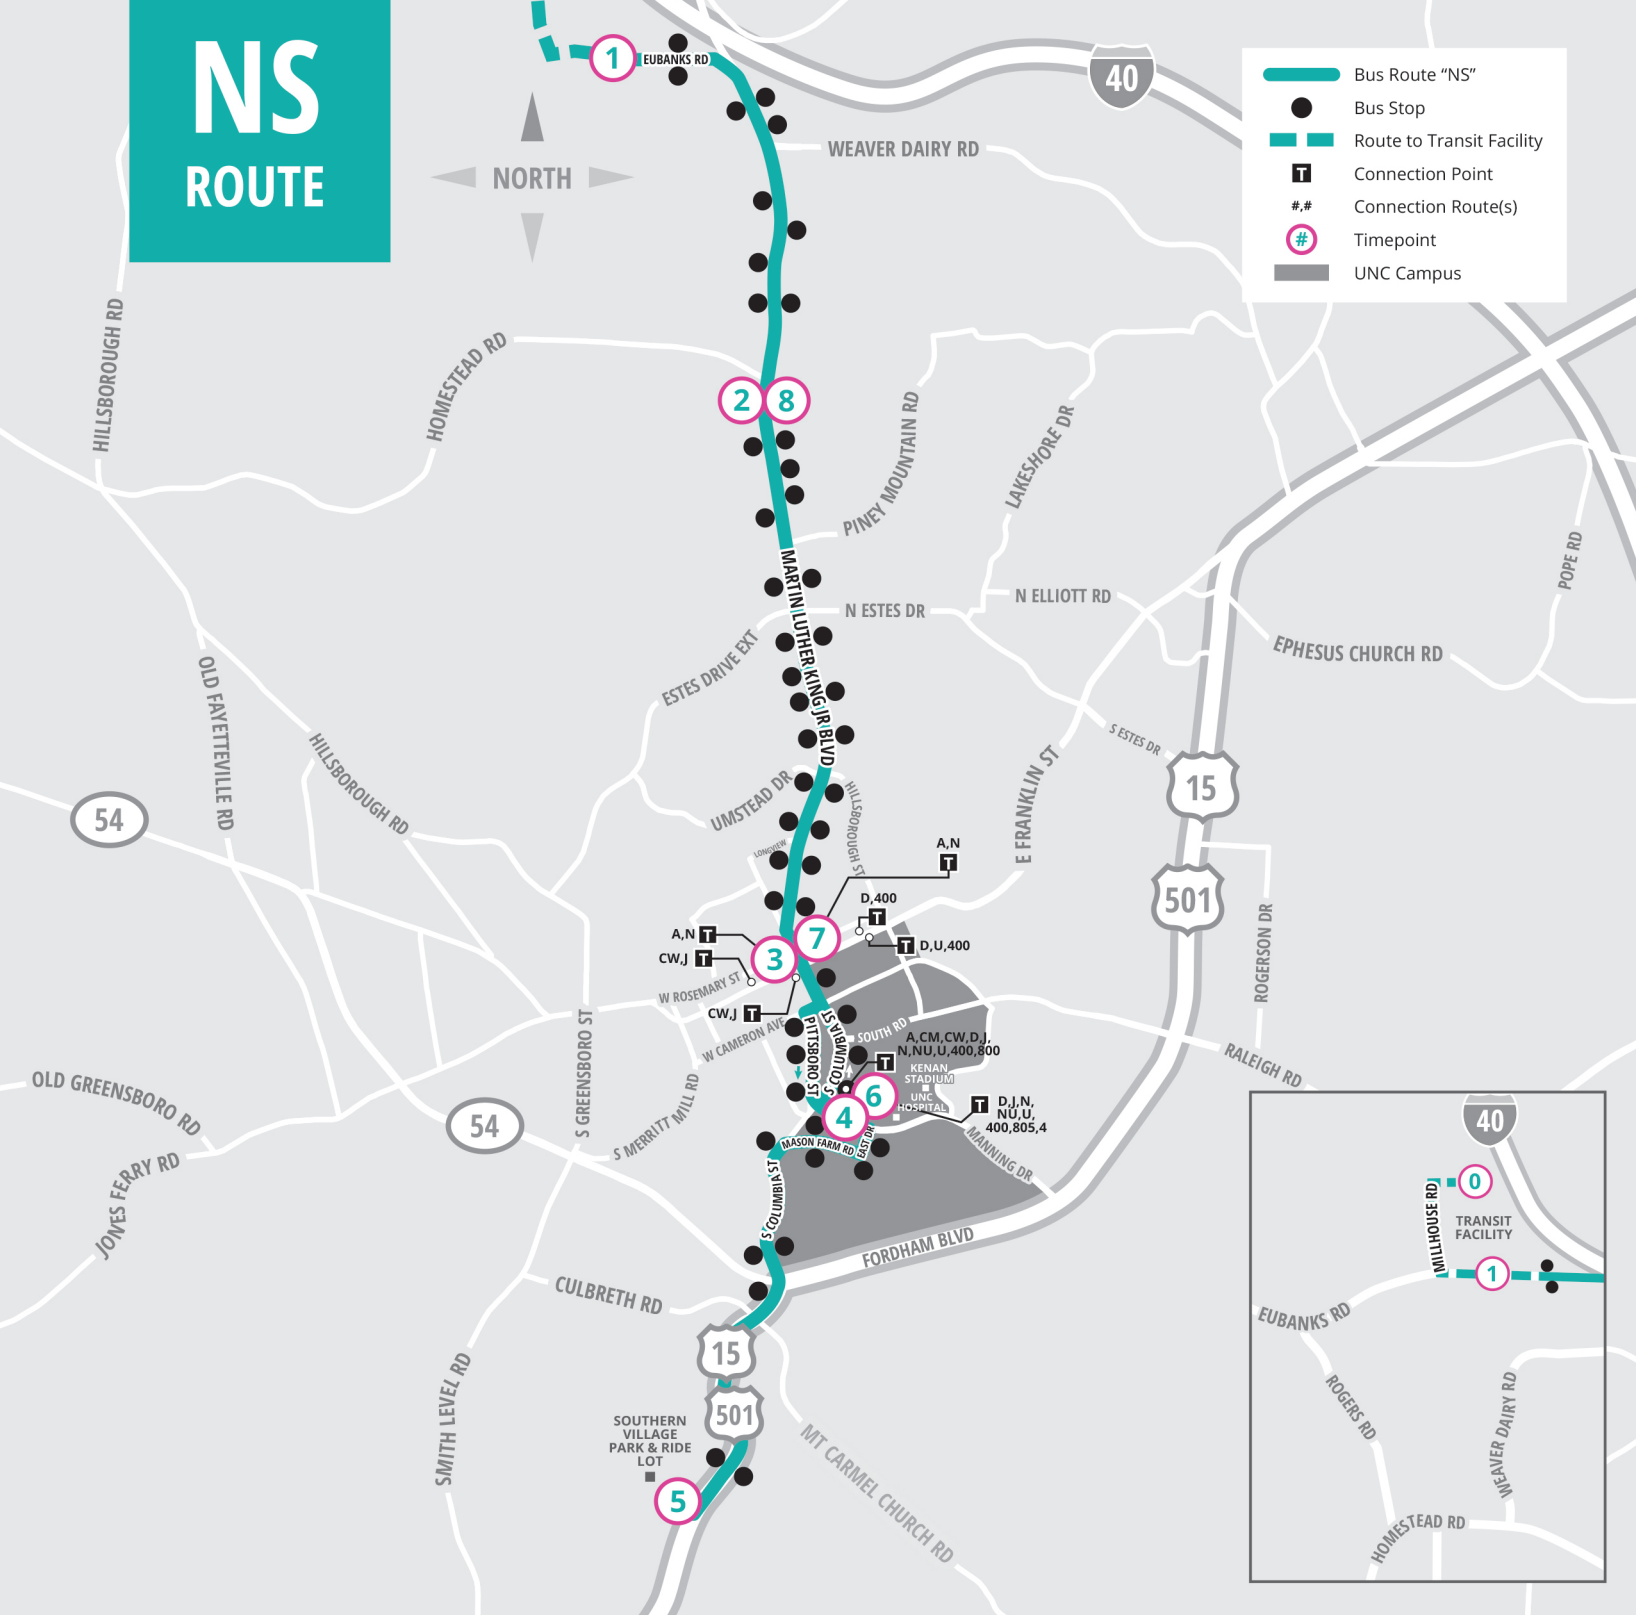 NS
ROUTE
1
EUBANKS RD
40
Bus Route “NS”
Bus Stop
Route to Transit Facility
T
Connection Point
#,#
Connection Route(s)
#
Timepoint
UNC Campus
NORTH
WEAVER DAIRY RD
HILLSBOROUGH RD
HOMESTEAD RD
2
8
PINEY MOUNTAIN RD
LAKESHORE DR
POPE RD
MARTIN LUTHER KING JR BLVD
N ESTES DR
N ELLIOTT RD
EPHESUS CHURCH RD
ESTES DRIVE EXT
OLD FAYETTEVILLE RD
HILLSBOROUGH RD
S ESTES DR
E FRANKLIN ST
15
501
54
UMSTEAD DR
HILLSBOROUGH ST
LONGVIEW
A,N
T
D,400
T
T
D,U,400
A,N
T
CW,J
T
7
3
W ROSEMARY ST
CW,J
T
W CAMERON AVE
PITTSBORO ST
S COLUMBIA ST
SOUTH RD
A,CM,CW,D,J,
N,NU,U,400,800
T
KENAN
STADIUM
UNC
HOSPITAL
6
4
T
D,J,N,
NU,U,
400,805,4
ROGERSON DR
RALEIGH RD
OLD GREENSBORO RD
S GREENSBORO ST
S MERRITT MILL RD
54
JONES FERRY RD
MASON FARM RD
EAST DR
MANNING DR
S COLUMBIA ST
FORDHAM BLVD
CULBRETH RD
15
501
SMITH LEVEL RD
SOUTHERN
VILLAGE
PARK & RIDE
LOT
5
MT CARMEL CHURCH RD
40
0
MILLHOUSE RD
TRANSIT
FACILITY
1
EUBANKS RD
ROGERS RD
WEAVER DAIRY RD
HOMESTEAD RD